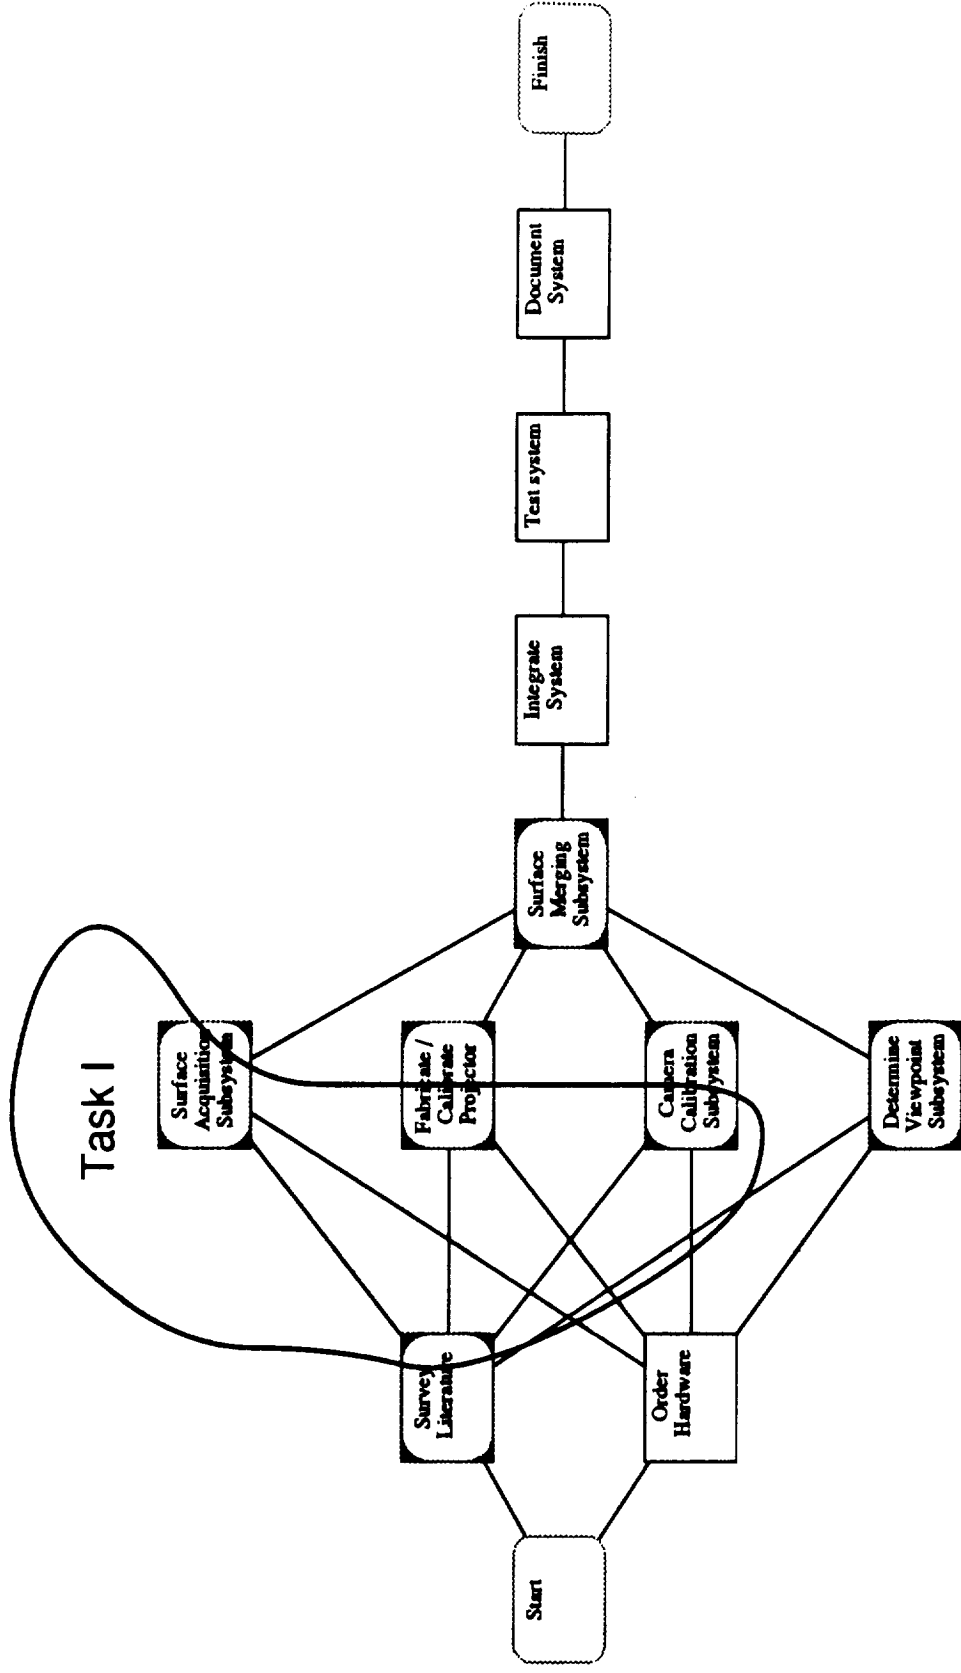 Task I
Start
Survey
Literature
Order
Hardware
Surface
Acquisition
Subsystem
Fabricate /
Calibrate
Projector
Camera
Calibration
Subsystem
Determine
Viewpoint
Subsystem
Surface
Merging
Subsystem
Integrate
System
Test system
Document
System
Finish